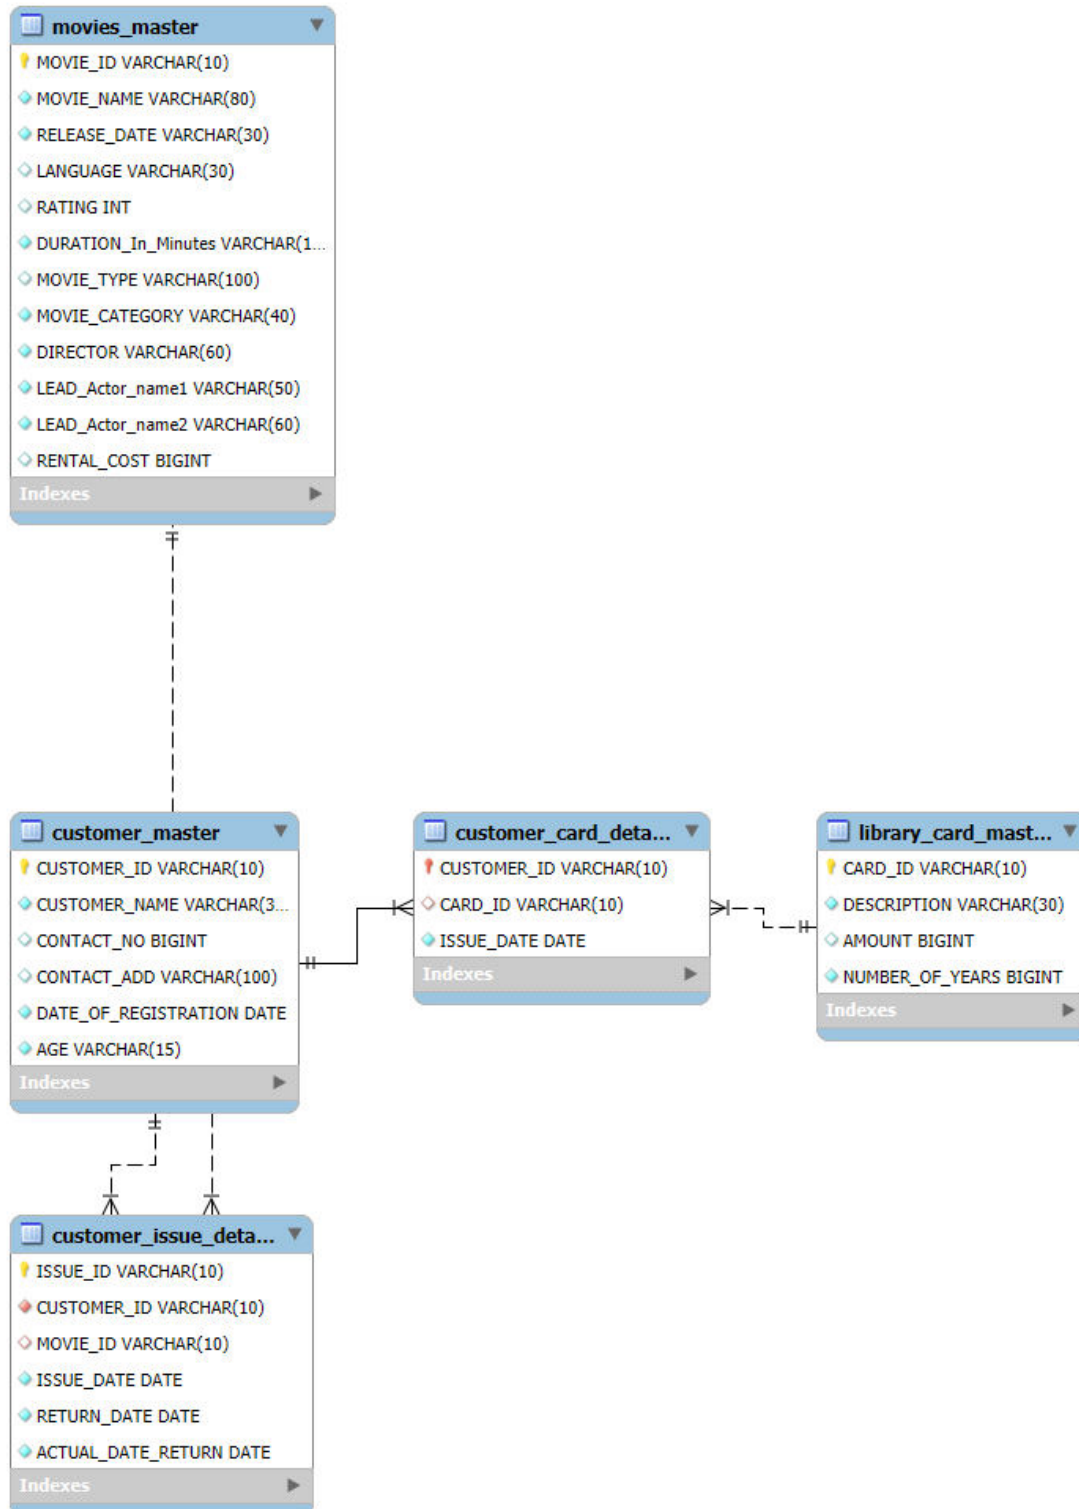 movies_master
MOVIE_ID VARCHAR(10)
MOVIE_NAME VARCHAR(80)
RELEASE_DATE VARCHAR(30)
LANGUAGE VARCHAR(30)
RATING INT
DURATION_In_Minutes VARCHAR(1...
MOVIE_TYPE VARCHAR(100)
MOVIE_CATEGORY VARCHAR(40)
DIRECTOR VARCHAR(60)
LEAD_Actor_name1 VARCHAR(50)
LEAD_Actor_name2 VARCHAR(60)
RENTAL_COST BIGINT
Indexes
customer_master
CUSTOMER_ID VARCHAR(10)
CUSTOMER_NAME VARCHAR(3...
CONTACT_NO BIGINT
CONTACT_ADD VARCHAR(100)
DATE_OF_REGISTRATION DATE
AGE VARCHAR(15)
Indexes
customer_card_deta...
CUSTOMER_ID VARCHAR(10)
CARD_ID VARCHAR(10)
ISSUE_DATE DATE
Indexes
library_card_mast...
CARD_ID VARCHAR(10)
DESCRIPTION VARCHAR(30)
AMOUNT BIGINT
NUMBER_OF_YEARS BIGINT
Indexes
customer_issue_deta...
ISSUE_ID VARCHAR(10)
CUSTOMER_ID VARCHAR(10)
MOVIE_ID VARCHAR(10)
ISSUE_DATE DATE
RETURN_DATE DATE
ACTUAL_DATE_RETURN DATE
Indexes